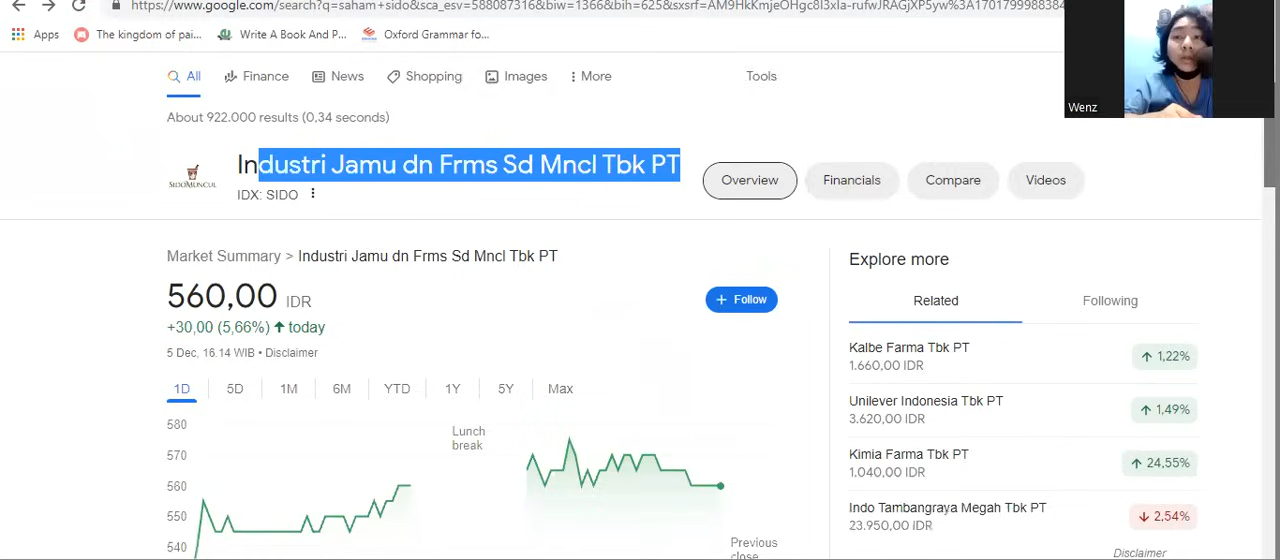 https://www.google.com/search?q=saham+sido&sca_esv=588087316&biw=1366&bih=625&sxsrf=
Apps
The kingdom of pai...
Write A Book And P...
Oxford Grammar fo...
All
Finance
News
Shopping
Images
More
Tools
Wenz
About 922.000 results (0,34 seconds)
SIDOMUNCUL
Industri Jamu dn Frms Sd Mncl Tbk PT
IDX: SIDO
Overview
Financials
Compare
Videos
Market Summary > Industri Jamu dn Frms Sd Mncl Tbk PT
560,00 IDR
+ Follow
+30,00 (5,66%) ↑ today
5 Dec, 16.14 WIB • Disclaimer
1D
5D
1M
6M
YTD
1Y
5Y
Max
580
570
560
550
540
Lunch
break
Previous
close
Explore more
Related
Following
Kalbe Farma Tbk PT
1.660,00 IDR
↑ 1,22%
Unilever Indonesia Tbk PT
3.620,00 IDR
↑ 1,49%
Kimia Farma Tbk PT
1.040,00 IDR
↑ 24,55%
Indo Tambangraya Megah Tbk PT
23.950,00 IDR
↓ 2,54%
Disclaimer